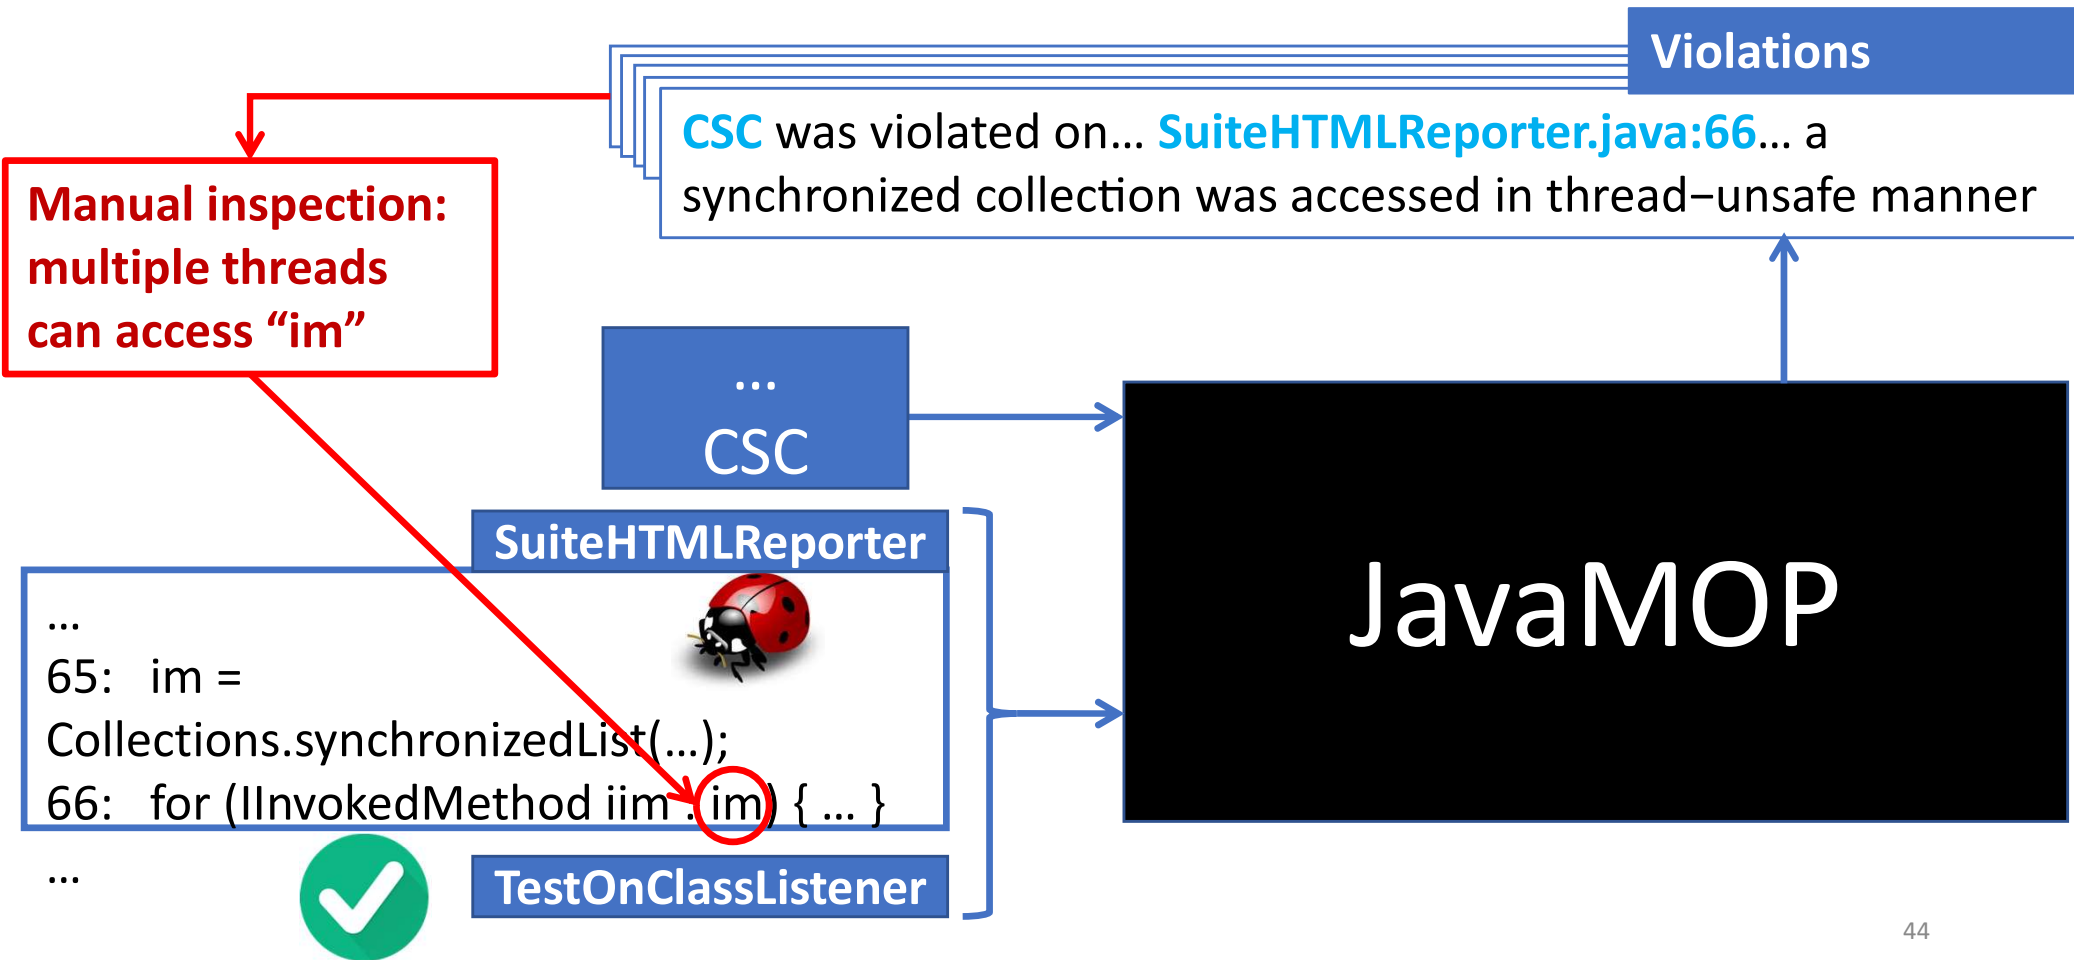 Violations
CSC was violated on... SuiteHTMLReporter.java:66... a
synchronized collection was accessed in thread–unsafe manner
Manual inspection:
multiple threads
can access “im”
...
CSC
SuiteHTMLReporter
...
65: im =
Collections.synchronizedList(...);
66: for (IInvokedMethod iim : im) { ... }
...
TestOnClassListener
JavaMOP
44